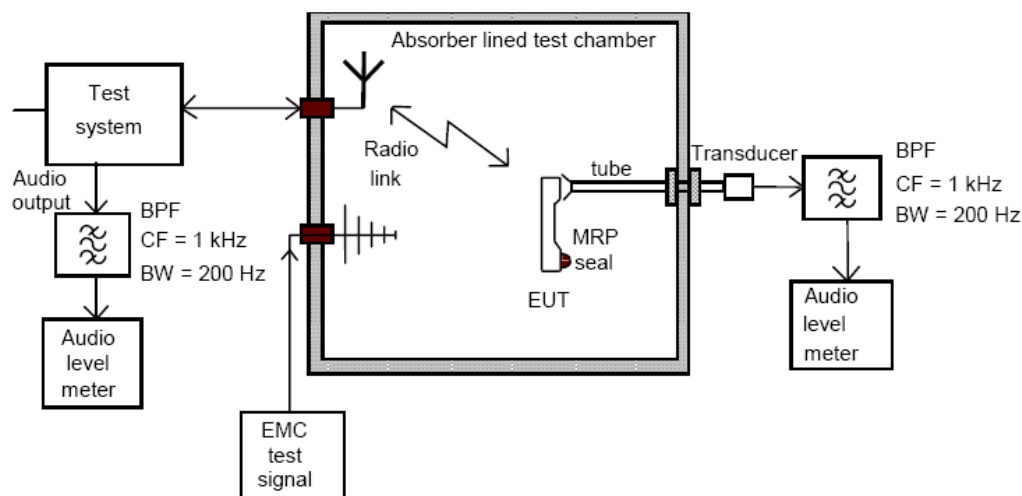 Absorber lined test chamber
Test
system
Radio
link
Audio
output
BPF
CF = 1 kHz
BW = 200 Hz
Audio
level
meter
EMC
test
signal
tube
Transducer
MRP
seal
EUT
BPF
CF = 1 kHz
BW = 200 Hz
Audio
level
meter